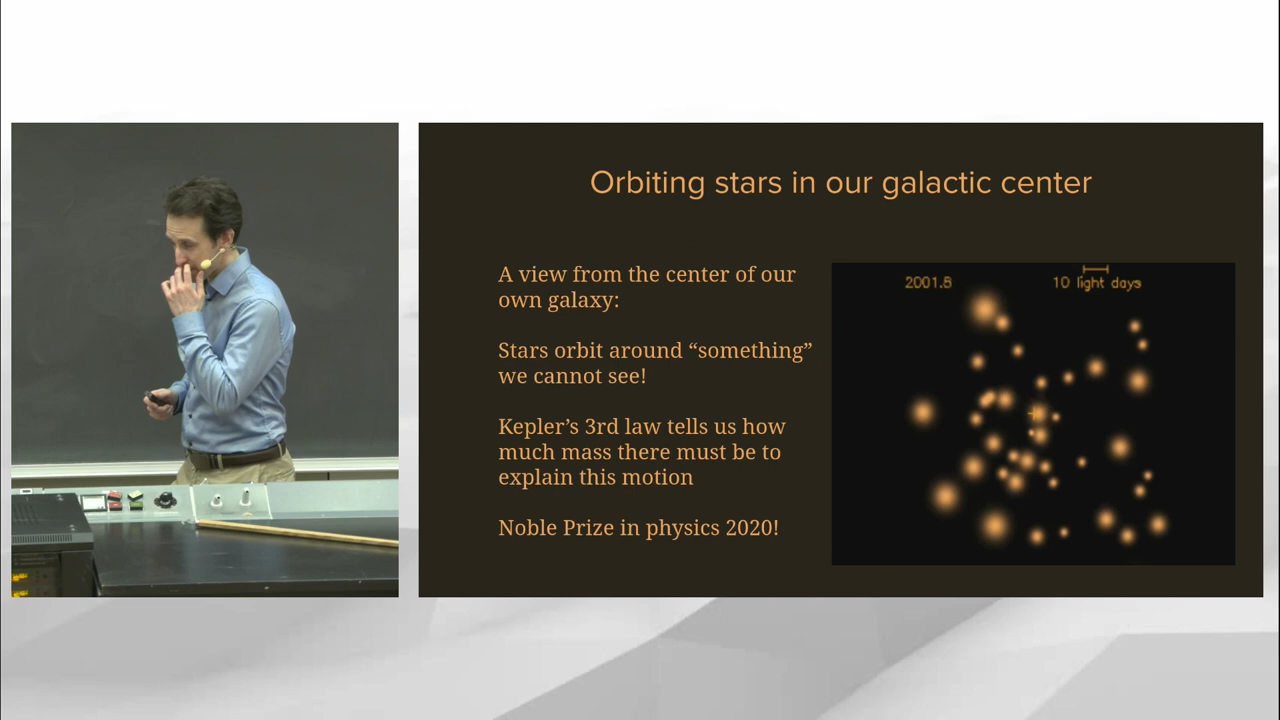 Orbiting stars in our galactic center
A view from the center of our
own galaxy:
Stars orbit around “something”
we cannot see!
Kepler’s 3rd law tells us how
much mass there must be to
explain this motion
Noble Prize in physics 2020!
2001.8
10 light days